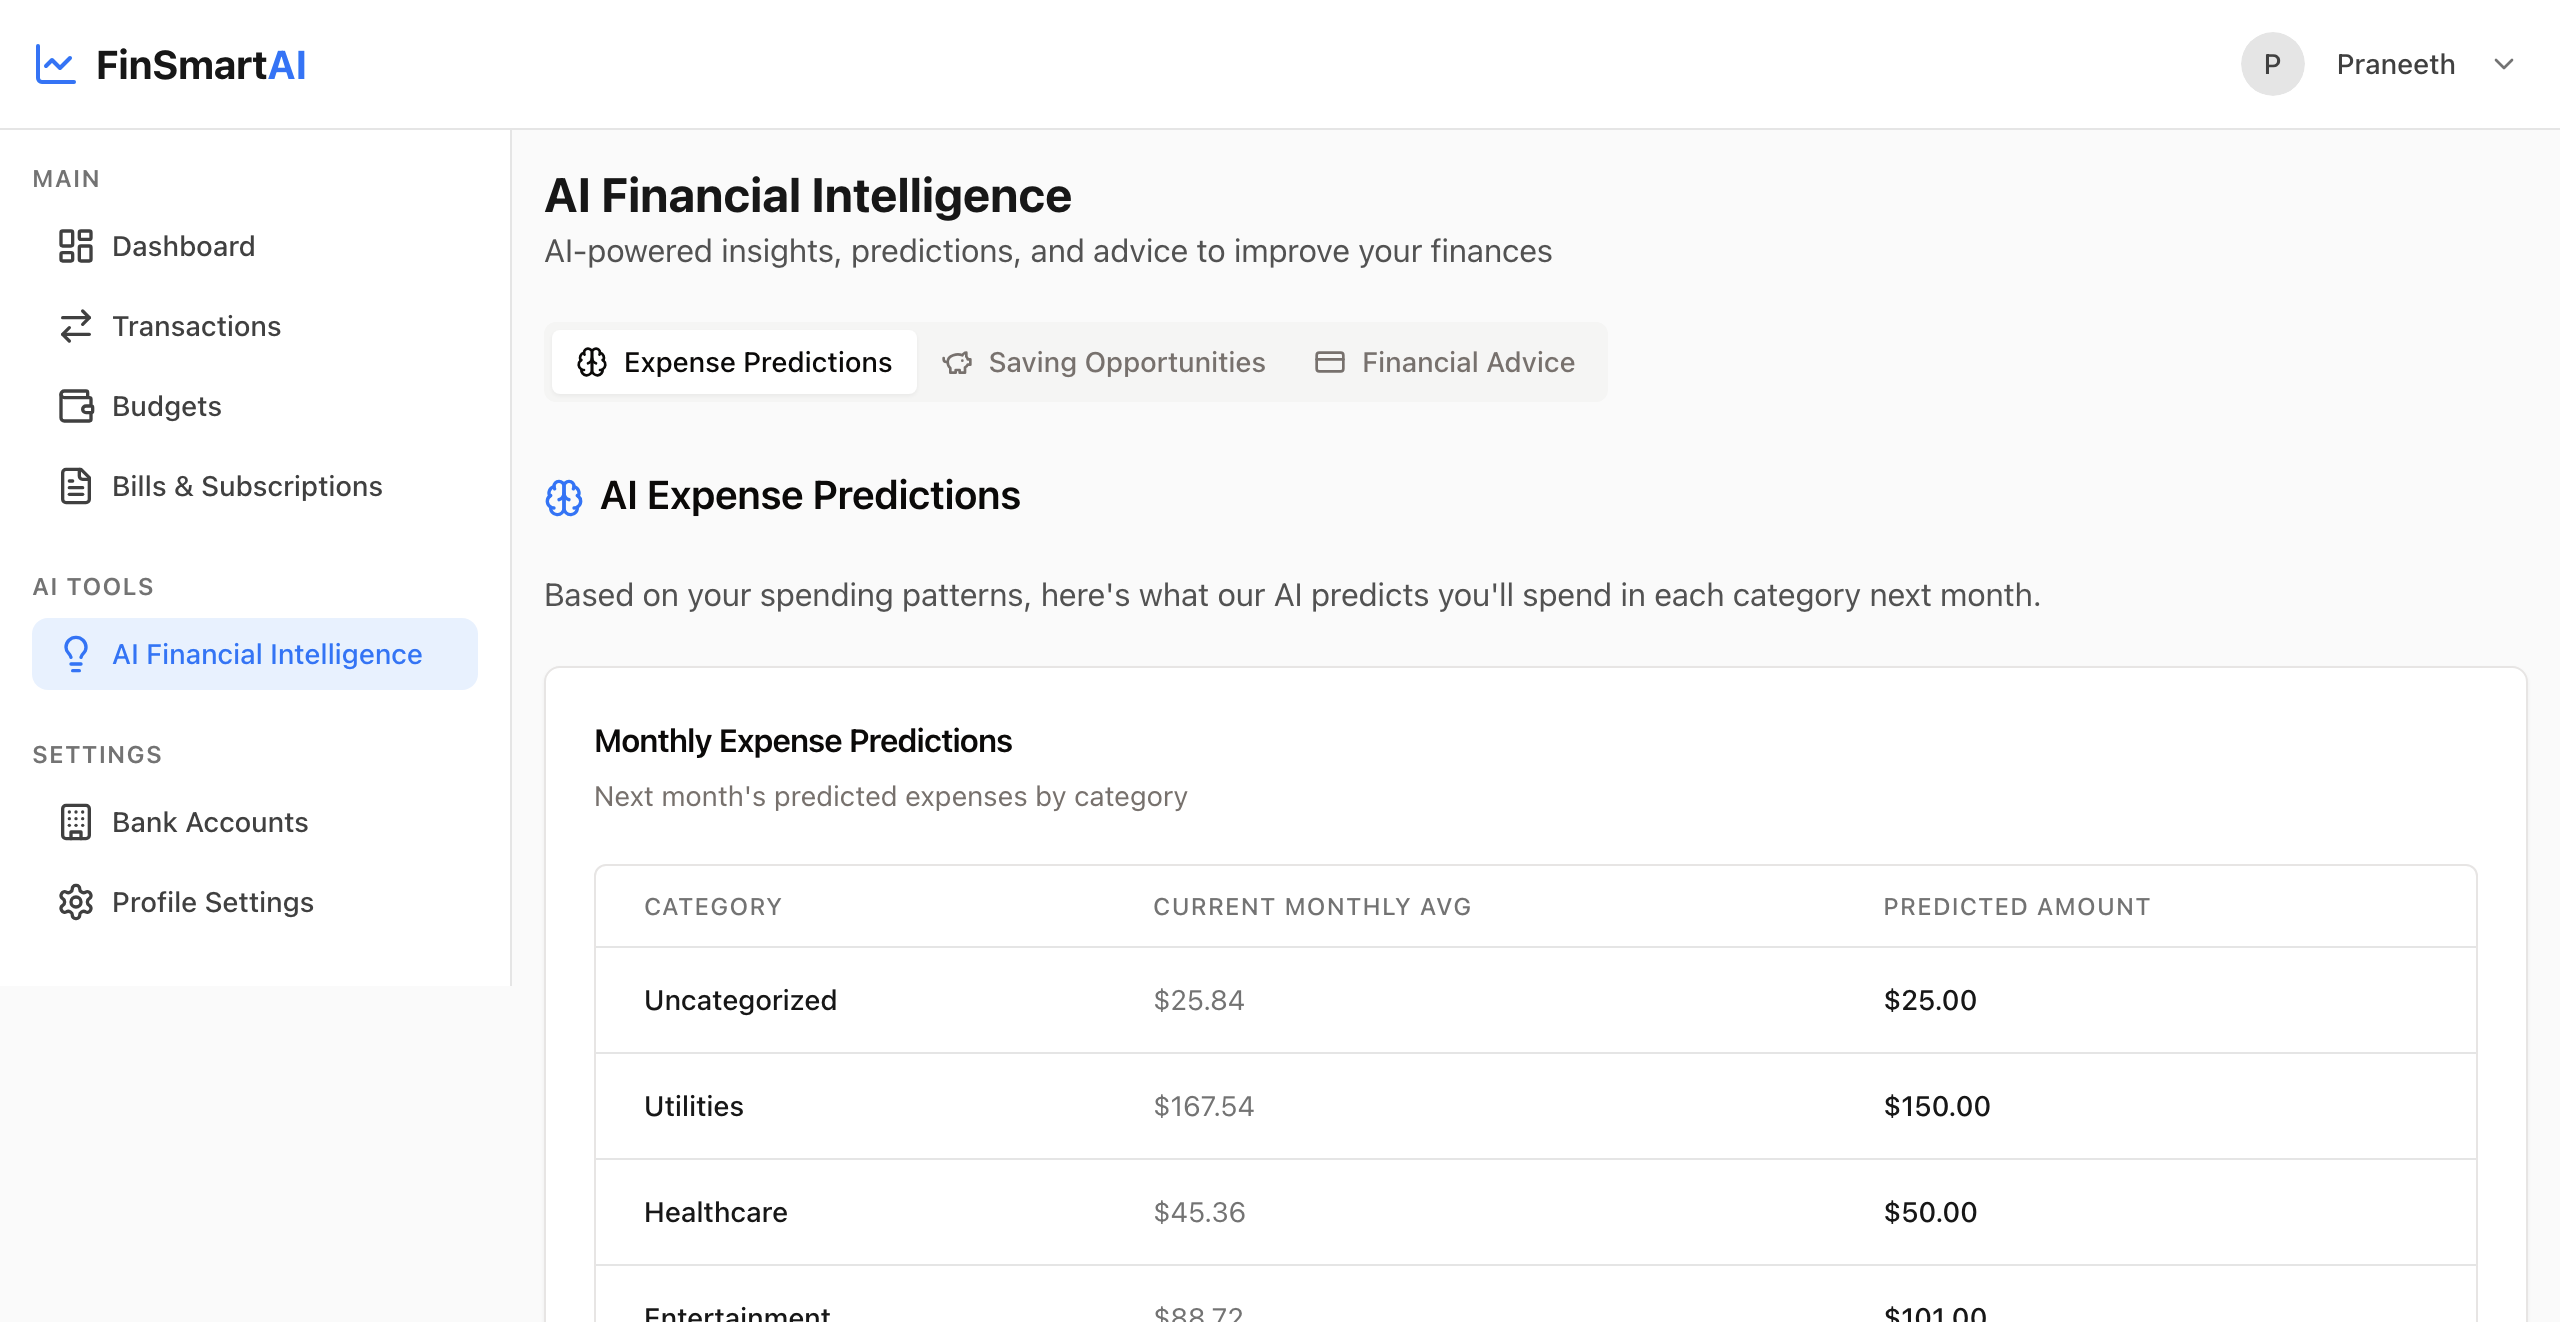 FinSmartAI
P
Praneeth
MAIN
Dashboard
Transactions
Budgets
Bills & Subscriptions
AI TOOLS
AI Financial Intelligence
SETTINGS
Bank Accounts
Profile Settings
AI Financial Intelligence
AI-powered insights, predictions, and advice to improve your finances
Expense Predictions Saving Opportunities Financial Advice
AI Expense Predictions
Based on your spending patterns, here's what our AI predicts you'll spend in each category next month.
Monthly Expense Predictions
Next month's predicted expenses by category
CATEGORY CURRENT MONTHLY AVG PREDICTED AMOUNT
Uncategorized $25.84 $25.00
Utilities $167.54 $150.00
Healthcare $45.36 $50.00
Entertainment $88.72 $101.00